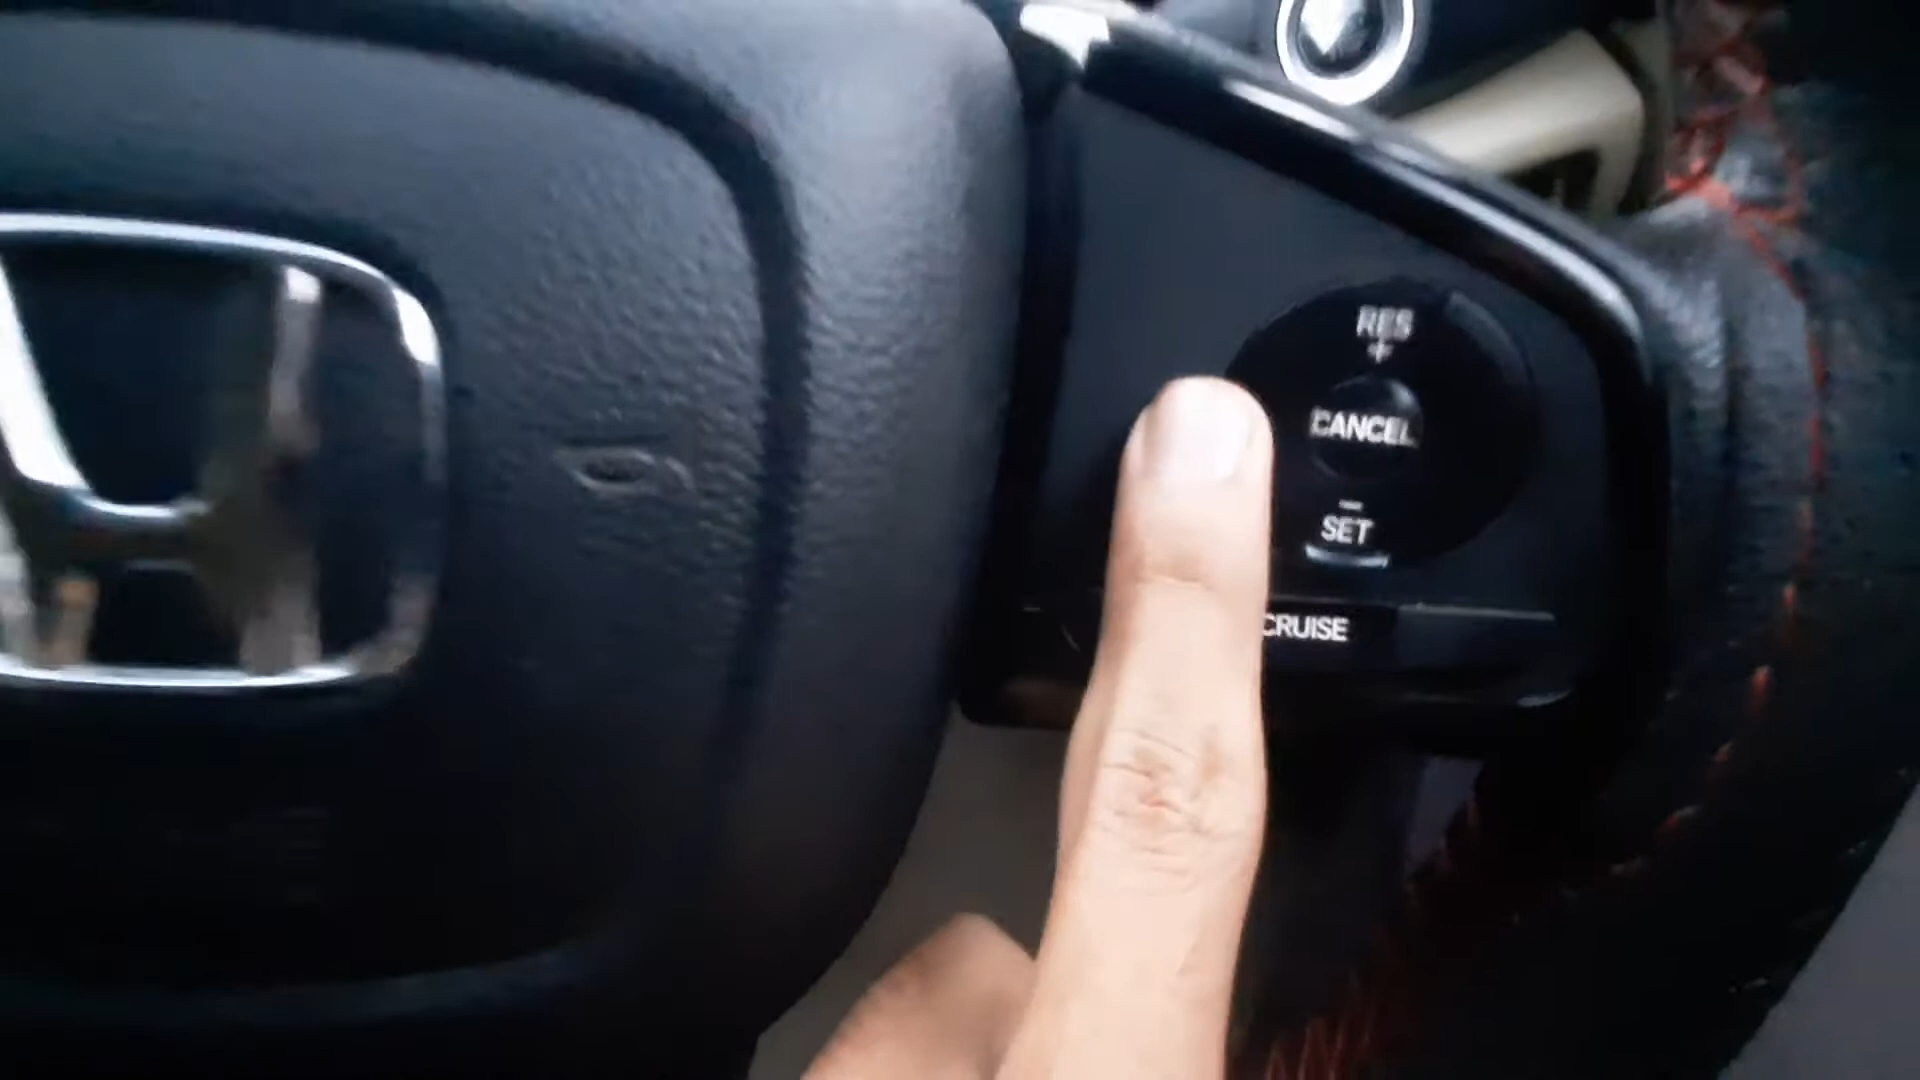 RES
+
CANCEL
–
SET
CRUISE